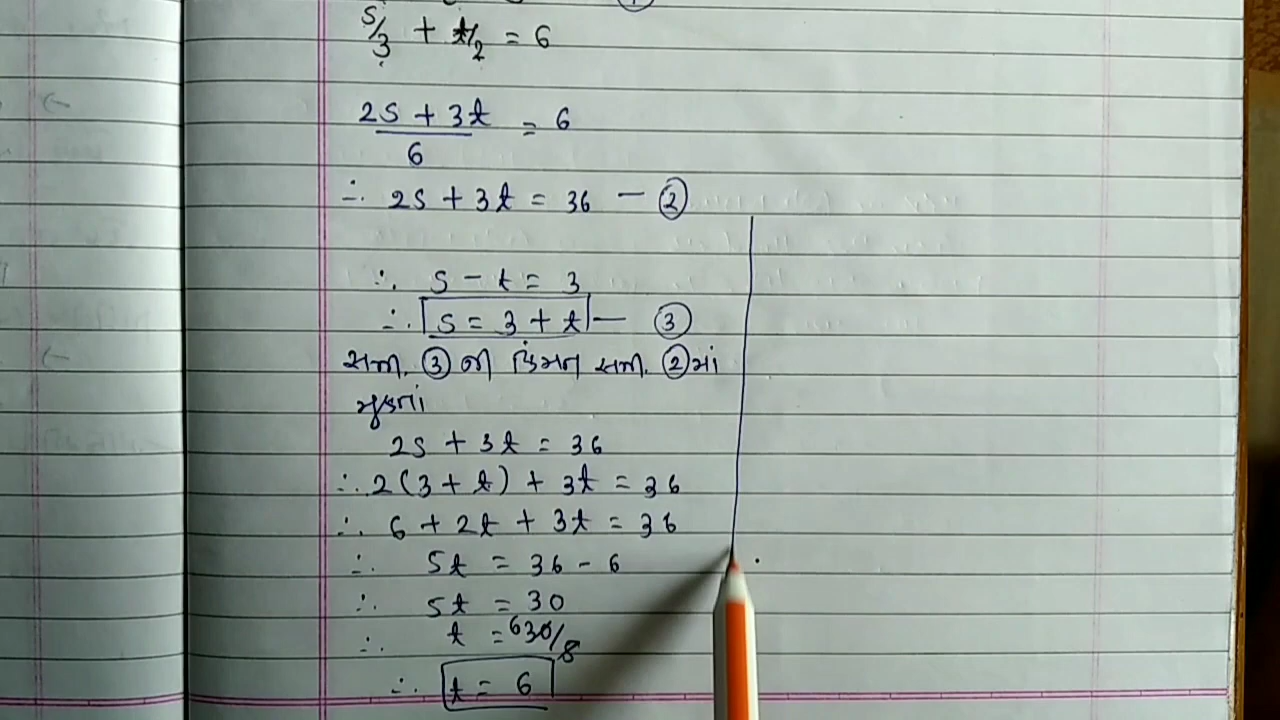 s/3 + t/2 = 6
2s + 3t / 6 = 6
∴ 2s + 3t = 36 — ②
∴ s - t = 3
∴ s = 3 + t — ③
સમી. ③ ની કિંમત સમી. ② માં
મૂકતાં
2s + 3t = 36
∴ 2(3 + t) + 3t = 36
∴ 6 + 2t + 3t = 36
∴ 5t = 36 - 6
∴ 5t = 30
∴ t = 6 30/5
∴ t = 6